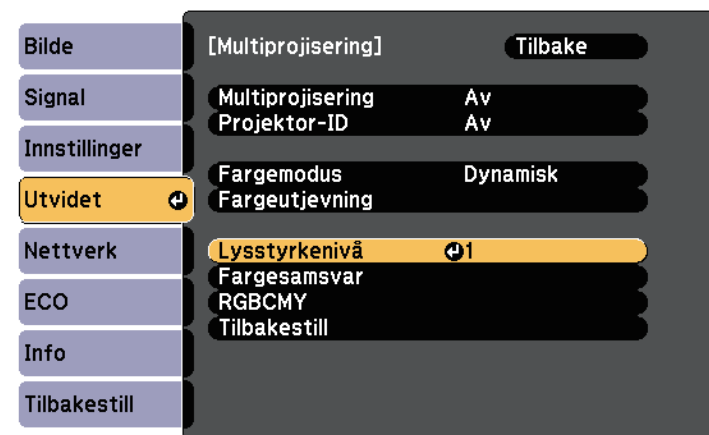 Bilde
Signal
Innstillinger
Utvidet
Nettverk
ECO
Info
Tilbakestill
[Multiprojisering] Tilbake
Multiprojisering Av
Projektor-ID Av
Fargemodus Dynamisk
Fargeutjevning
Lysstyrkenivå 1
Fargesamsvar
RGBCMY
Tilbakestill